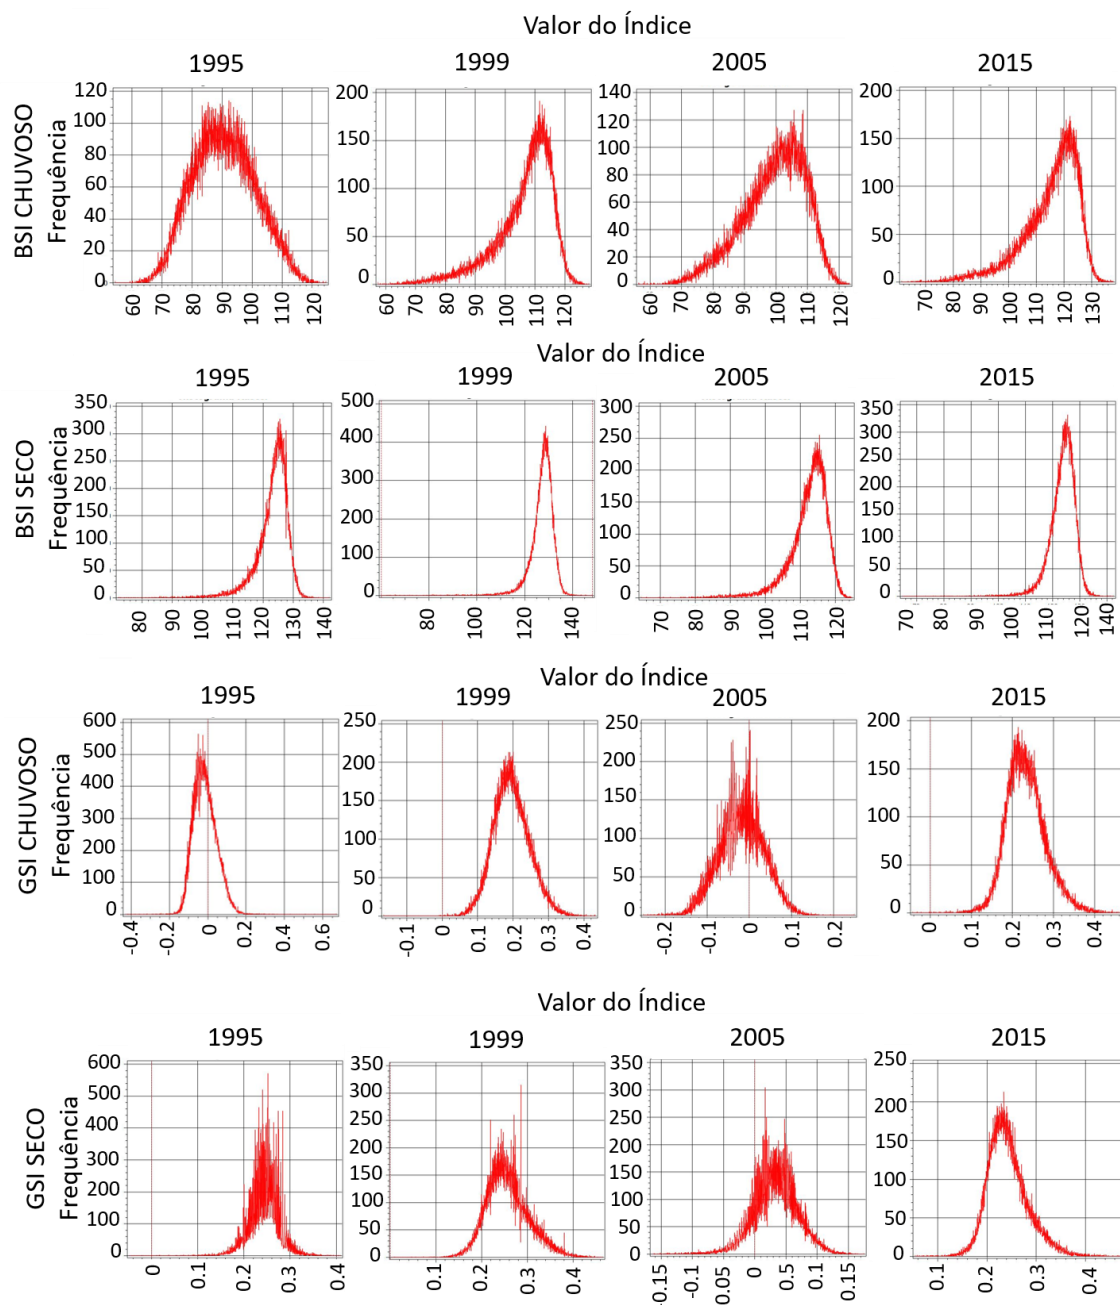 Valor do Índice
1995 1999 2005 2015
BSI CHUVOSO
Frequência
120 100 80 60 40 20 0
60 70 80 90 100 110 120
200 150 100 50 0
60 70 80 90 100 110 120
140 120 100 80 60 40 20 0
60 70 80 90 100 110 120
200 150 100 50 0
70 80 90 100 110 120 130
Valor do Índice
1995 1999 2005 2015
BSI SECO
Frequência
350 300 250 200 150 100 50 0
80 90 100 110 120 130 140
500 400 300 200 100 0
80 100 120 140
300 250 200 150 100 50 0
70 80 90 100 110 120
350 300 250 200 150 100 50 0
70 80 90 100 110 120 140
Valor do Índice
1995 1999 2005 2015
GSI CHUVOSO
Frequência
600 500 400 300 200 100 0
-0.4 -0.2 0 0.2 0.4 0.6
250 200 150 100 50 0
-0.1 0 0.1 0.2 0.3 0.4
250 200 150 100 50 0
-0.2 -0.1 0 0.1 0.2
200 150 100 50 0
0 0.1 0.2 0.3 0.4
Valor do Índice
1995 1999 2005 2015
GSI SECO
Frequência
600 500 400 300 200 100 0
0 0.1 0.2 0.3 0.4
350 300 250 200 150 100 50 0
0.1 0.2 0.3 0.4
350 300 250 200 150 100 50 0
-0.15 -0.1 0.05 0 0.5 0.1 0.15
250 200 150 100 50 0
0.1 0.2 0.3 0.4